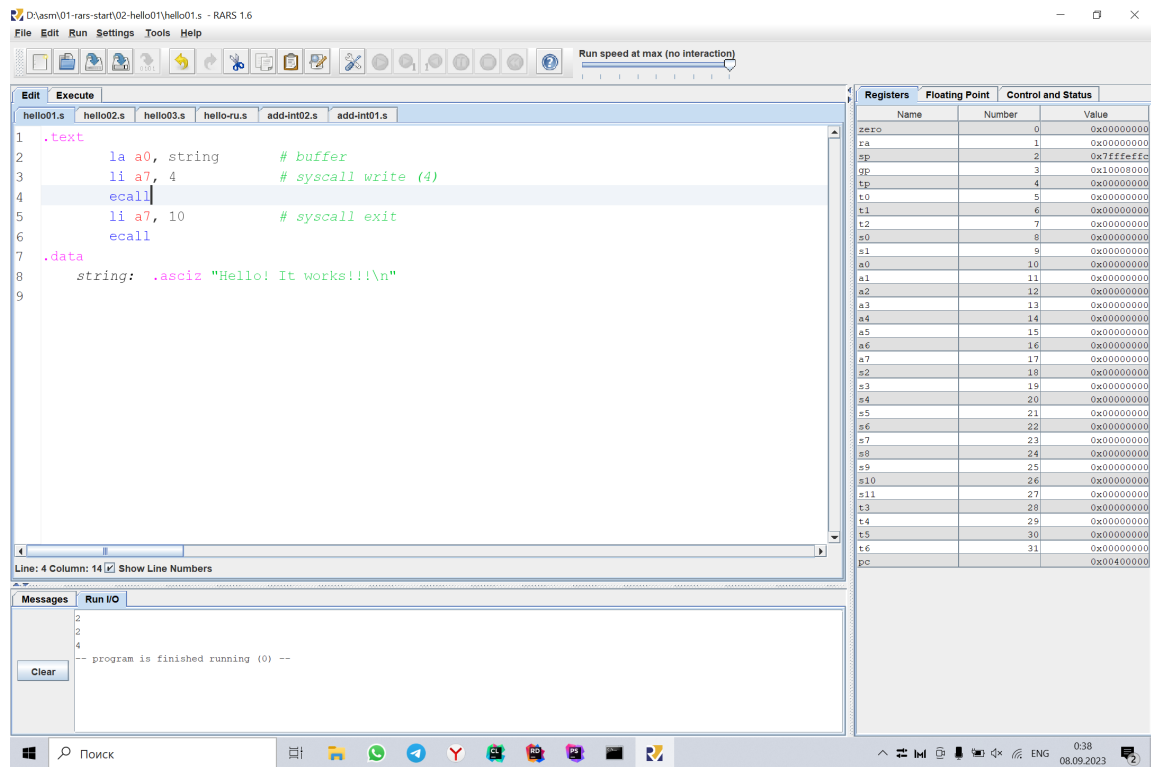 D:\asm\01-rars-start\02-hello01\hello01.s - RARS 1.6
File Edit Run Settings Tools Help
Run speed at max (no interaction)
Edit Execute
hello01.s hello02.s hello03.s hello-ru.s add-int02.s add-int01.s
1 .text
2 la a0, string # buffer
3 li a7, 4 # syscall write (4)
4 ecall
5 li a7, 10 # syscall exit
6 ecall
7 .data
8 string: .asciz "Hello! It works!!!\n"
9
Line: 4 Column: 14 Show Line Numbers
Messages Run I/O
2
2
4
-- program is finished running (0) --
Clear
Registers Floating Point Control and Status
Name Number Value
zero 0 0x00000000
ra 1 0x00000000
sp 2 0x7fffeffc
gp 3 0x10008000
tp 4 0x00000000
t0 5 0x00000000
t1 6 0x00000000
t2 7 0x00000000
s0 8 0x00000000
s1 9 0x00000000
a0 10 0x00000000
a1 11 0x00000000
a2 12 0x00000000
a3 13 0x00000000
a4 14 0x00000000
a5 15 0x00000000
a6 16 0x00000000
a7 17 0x00000000
s2 18 0x00000000
s3 19 0x00000000
s4 20 0x00000000
s5 21 0x00000000
s6 22 0x00000000
s7 23 0x00000000
s8 24 0x00000000
s9 25 0x00000000
s10 26 0x00000000
s11 27 0x00000000
t3 28 0x00000000
t4 29 0x00000000
t5 30 0x00000000
t6 31 0x00000000
pc 0x00400000
Поиск
CL RD PS
ENG
0:38
08.09.2023
2